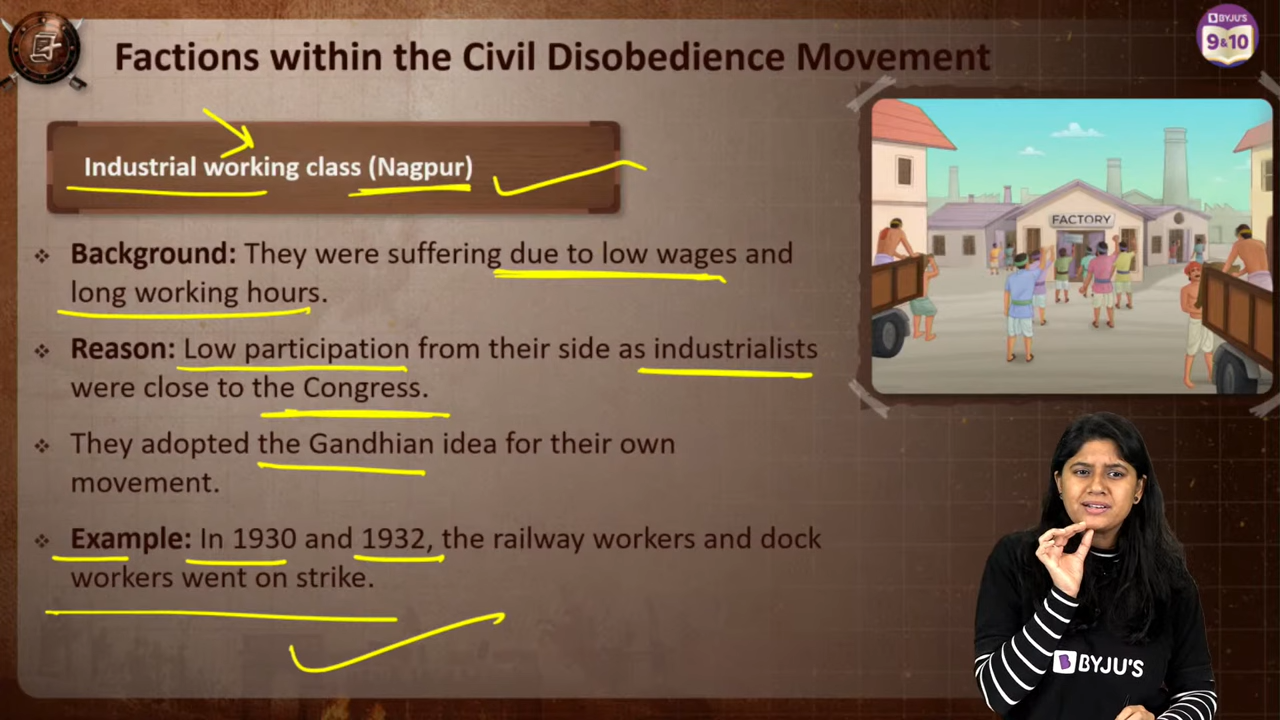 Factions within the Civil Disobedience Movement
BYJU'S
9&10
Industrial working class (Nagpur)
Background: They were suffering due to low wages and
long working hours.
Reason: Low participation from their side as industrialists
were close to the Congress.
They adopted the Gandhian idea for their own
movement.
Example: In 1930 and 1932, the railway workers and dock
workers went on strike.
FACTORY
BYJU'S